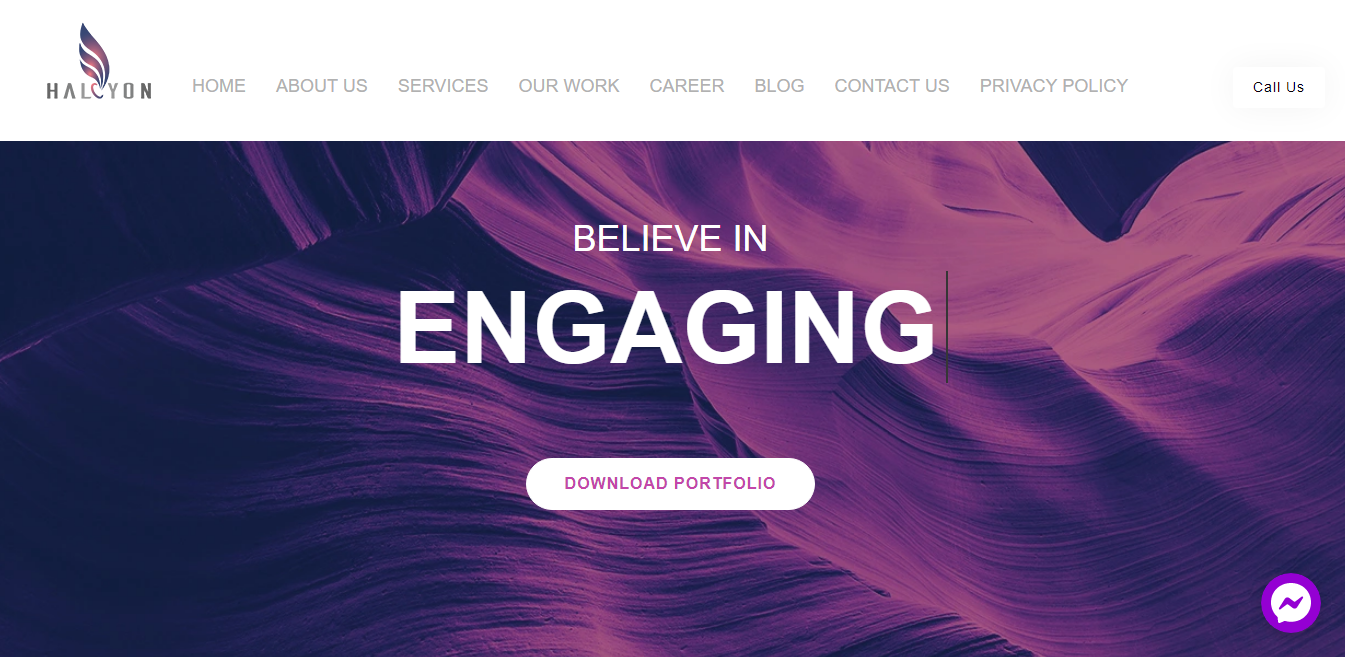 HALCYON
HOME ABOUT US SERVICES OUR WORK CAREER BLOG CONTACT US PRIVACY POLICY
Call Us
BELIEVE IN
ENGAGING
DOWNLOAD PORTFOLIO